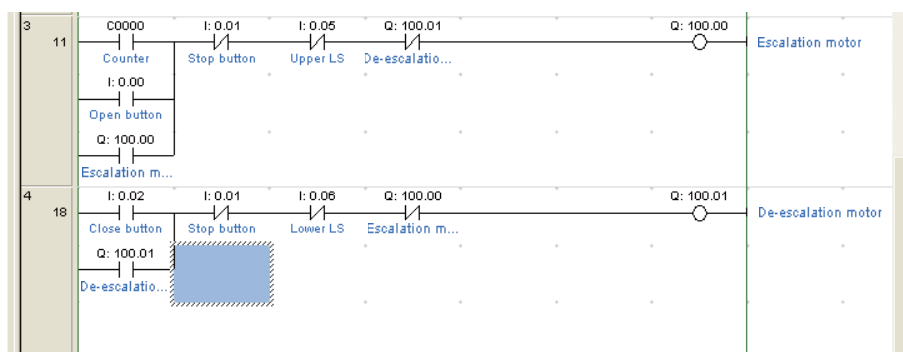 3 C0000 I: 0.01 I: 0.05 Q: 100.01 Q: 100.00
11 Escalation motor
Counter Stop button Upper LS De-escalatio...
I: 0.00
Open button
Q: 100.00
Escalation m...
4 I: 0.02 I: 0.01 I: 0.06 Q: 100.00 Q: 100.01
18 De-escalation motor
Close button Stop button Lower LS Escalation m...
Q: 100.01
De-escalatio...